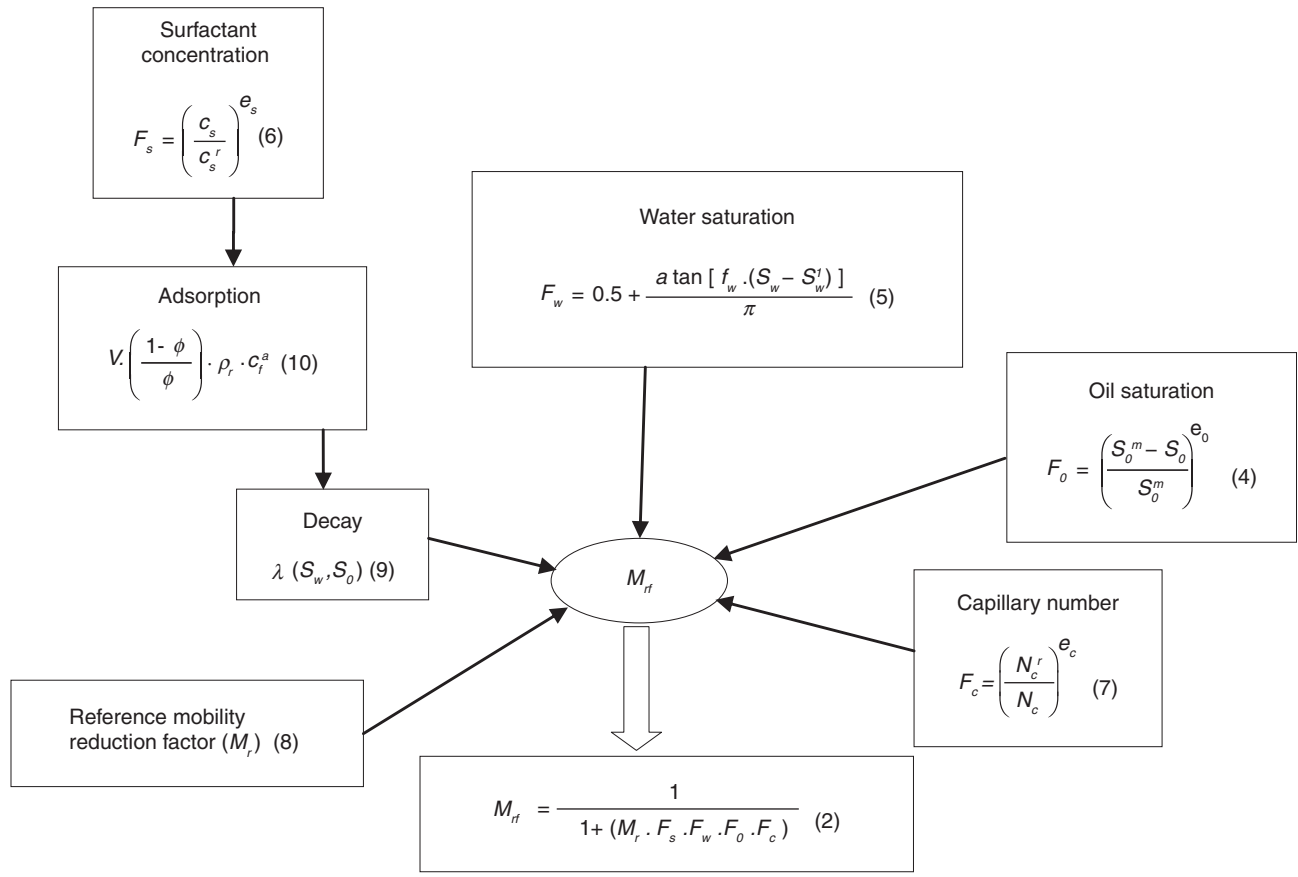 Surfactant
concentration
F_s = (c_s / c_s^r)^{e_s} (6)
Water saturation
F_w = 0.5 + a tan [ f_w .(S_w − S_w^1) ] / π (5)
Adsorption
V. ((1- ϕ) / ϕ) · ρ_r · c_f^a (10)
Oil saturation
F_0 = ((S_0^m − S_0) / S_0^m)^{e_0} (4)
Decay
λ (S_w,S_0) (9)
M_rf
Capillary number
F_c = (N_c^r / N_c)^{e_c} (7)
Reference mobility
reduction factor (M_r) (8)
M_rf = 1 / 1+ (M_r . F_s .F_w .F_0 .F_c) (2)